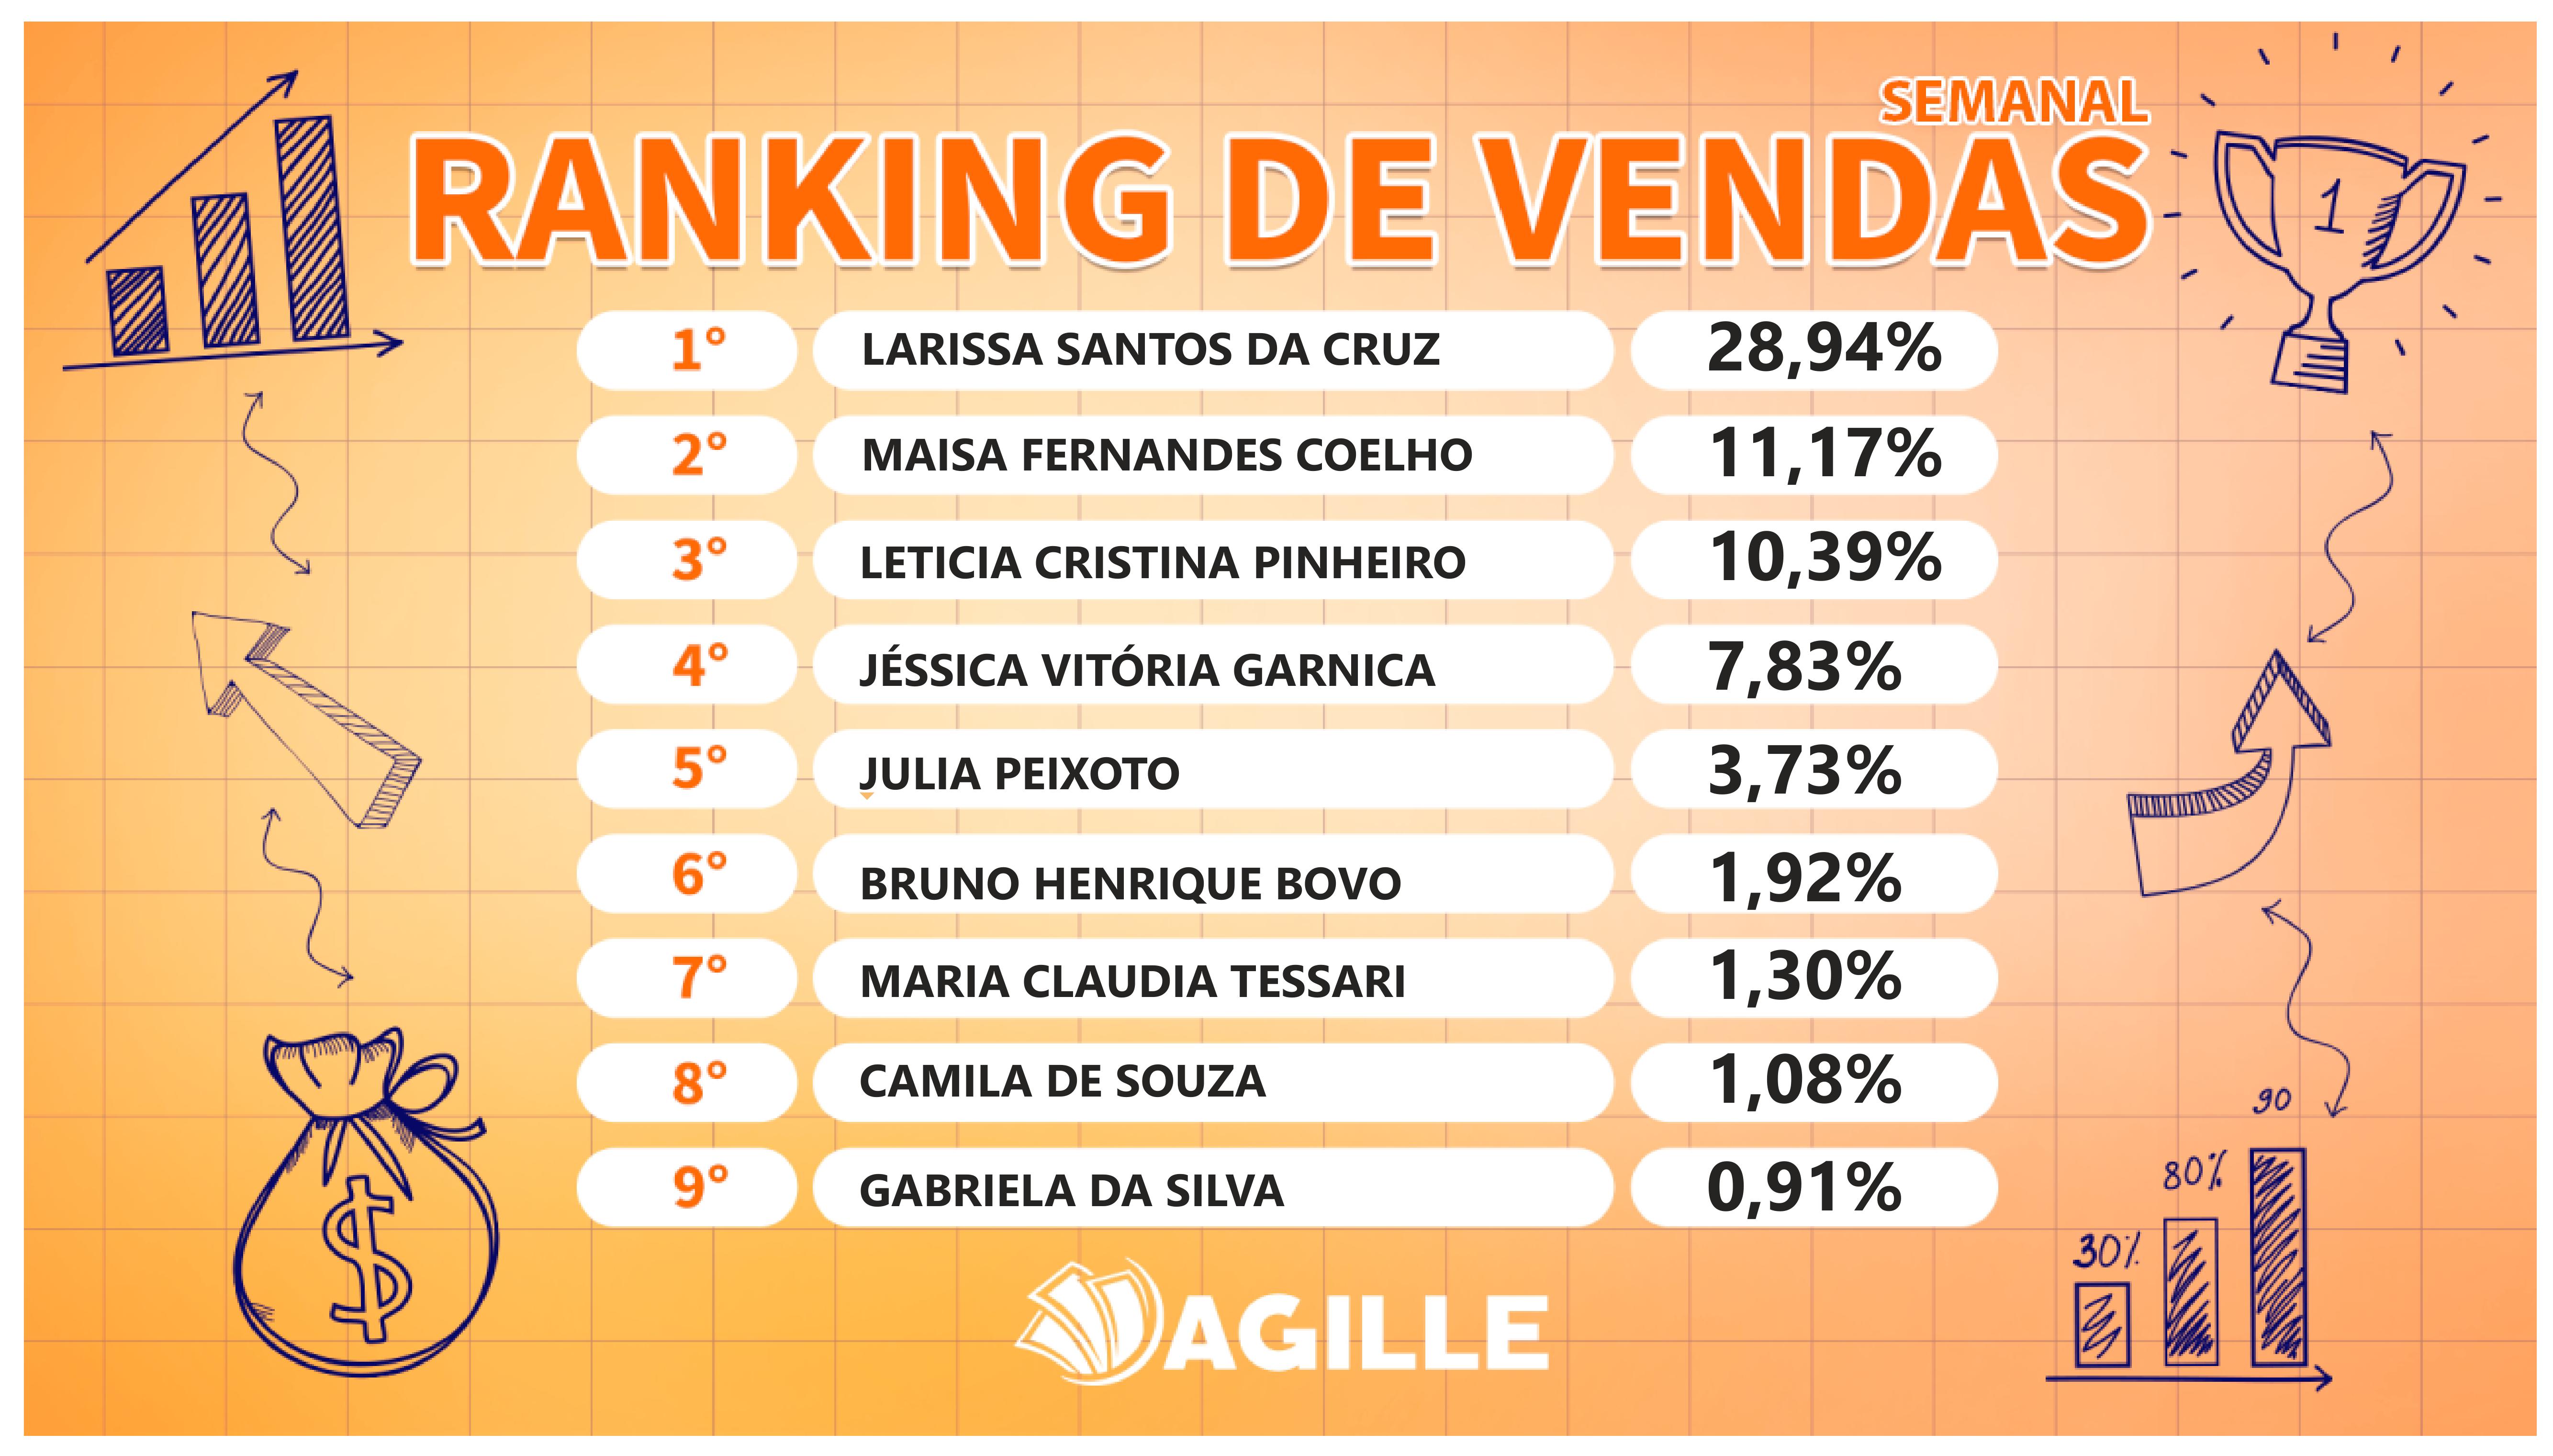 SEMANAL
RANKING DE VENDAS
1
1° LARISSA SANTOS DA CRUZ 28,94%
2° MAISA FERNANDES COELHO 11,17%
3° LETICIA CRISTINA PINHEIRO 10,39%
4° JÉSSICA VITÓRIA GARNICA 7,83%
5° JULIA PEIXOTO 3,73%
6° BRUNO HENRIQUE BOVO 1,92%
7° MARIA CLAUDIA TESSARI 1,30%
8° CAMILA DE SOUZA 1,08%
9° GABRIELA DA SILVA 0,91%
$
90
80%
30%
AGILLE